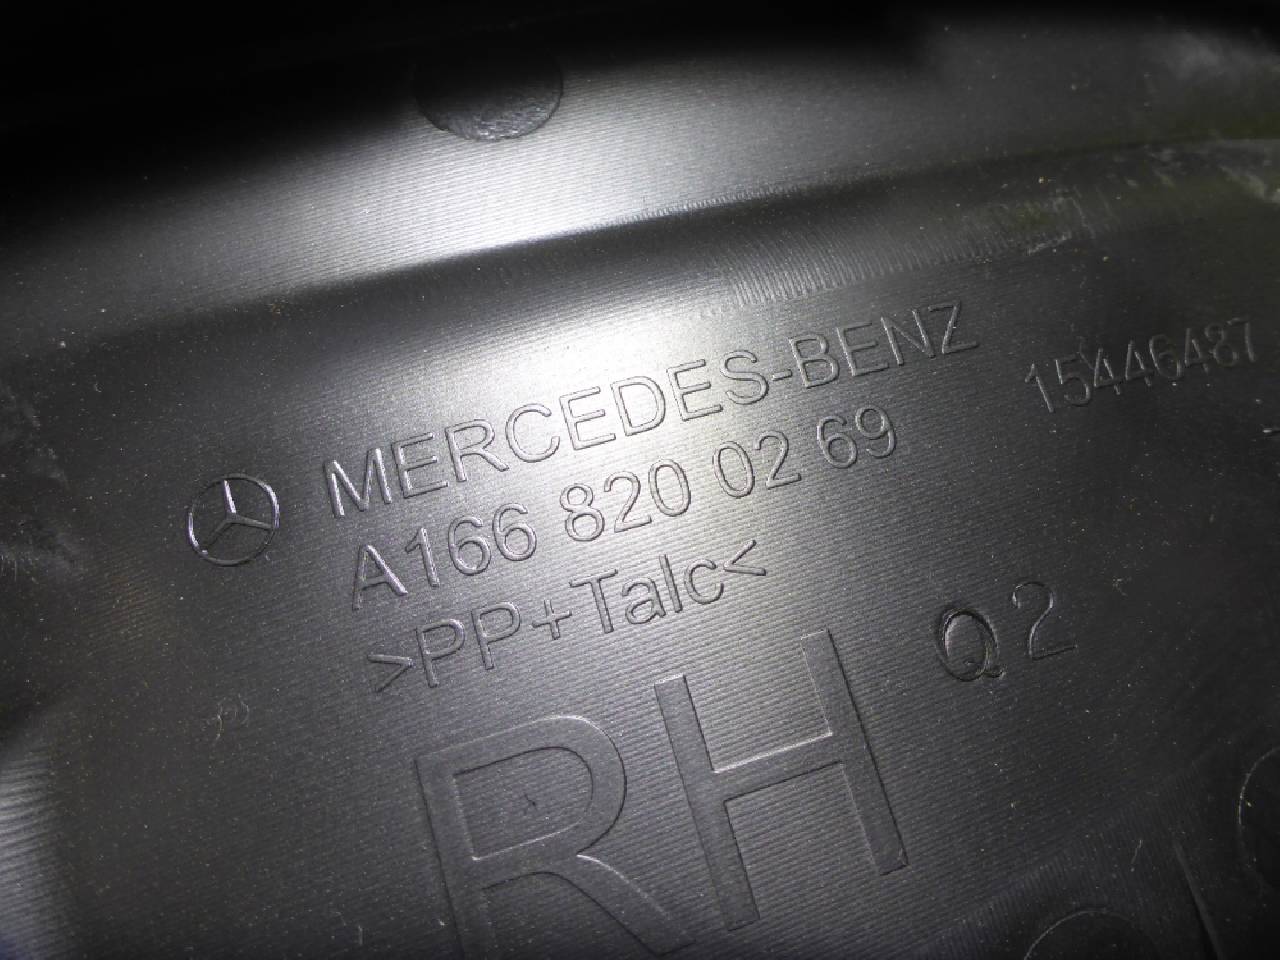 MERCEDES-BENZ
15446487
A166 820 02 69
>PP+Talc<
Q2
RH